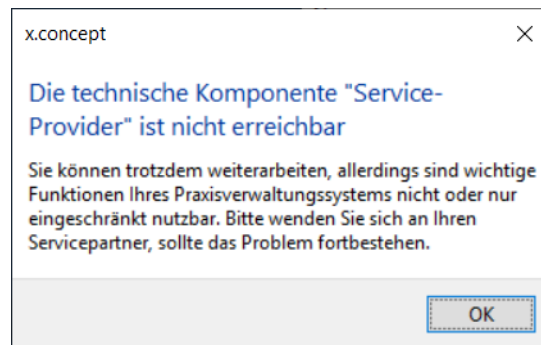 x.concept
Die technische Komponente "Service-
Provider" ist nicht erreichbar
Sie können trotzdem weiterarbeiten, allerdings sind wichtige
Funktionen Ihres Praxisverwaltungssystems nicht oder nur
eingeschränkt nutzbar. Bitte wenden Sie sich an Ihren
Servicepartner, sollte das Problem fortbestehen.
OK